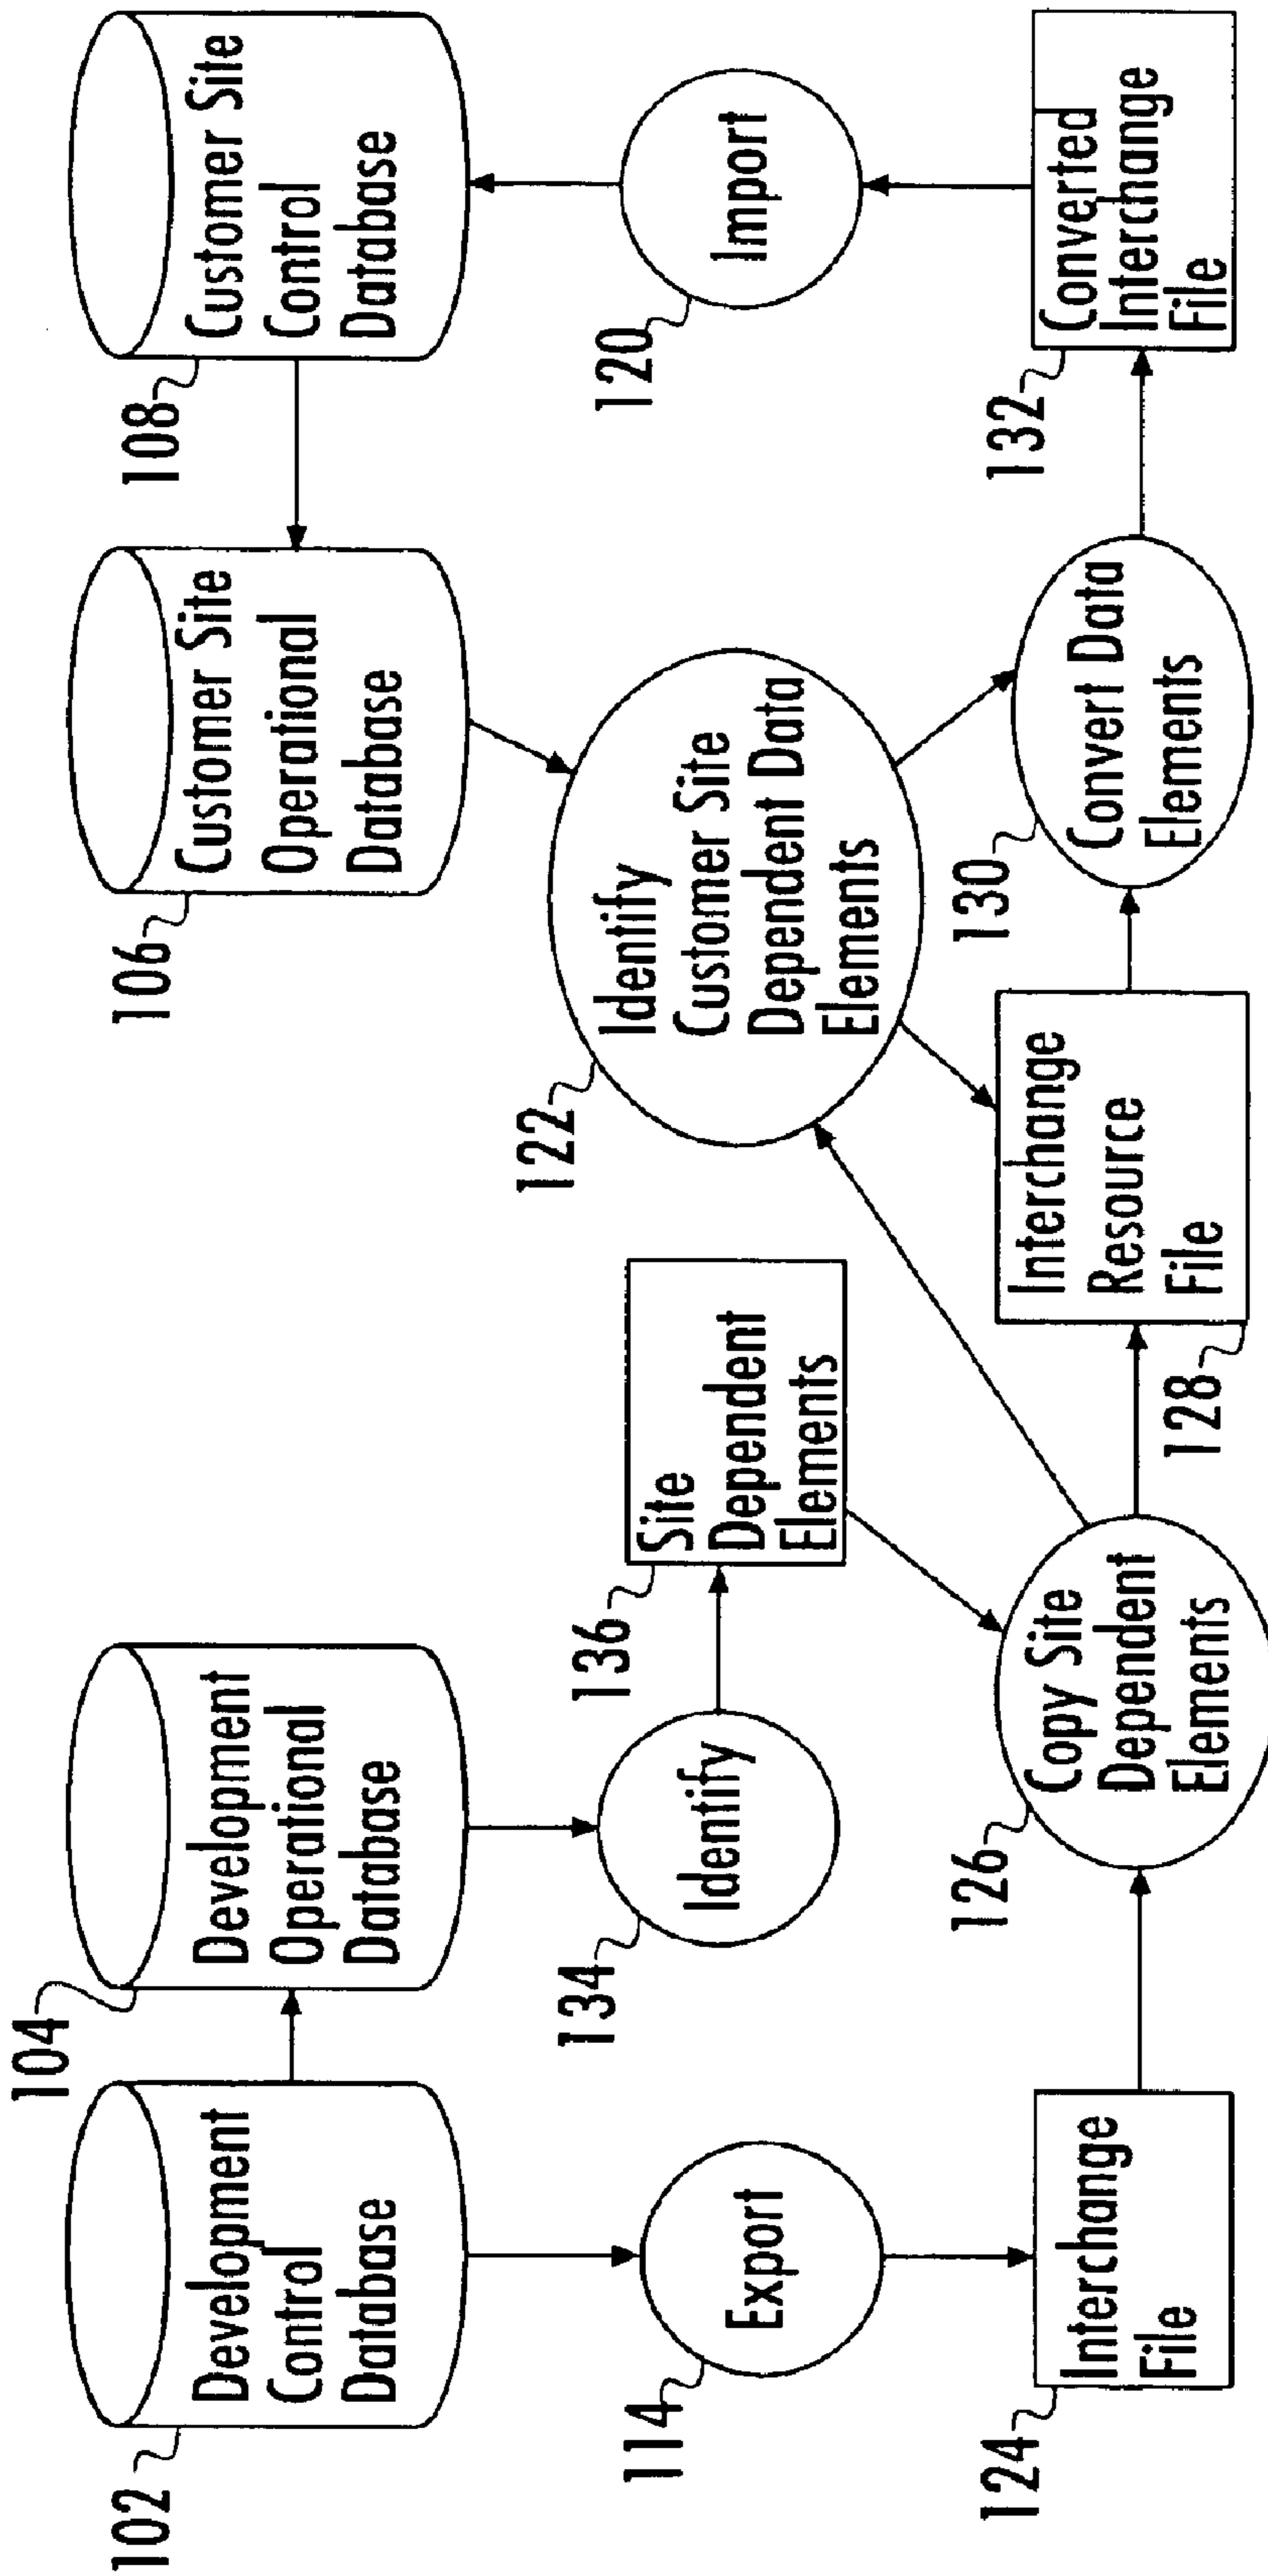 102
Development
Control
Database
104
Development
Operational
Database
106
Customer Site
Operational
Database
108
Customer Site
Control
Database
114
Export
134
Identify
136
Site
Dependent
Elements
122
Identify
Customer Site
Dependent Data
Elements
120
Import
124
Interchange
File
126
Copy Site
Dependent
Elements
128
Interchange
Resource
File
130
Convert Data
Elements
132
Converted
Interchange
File